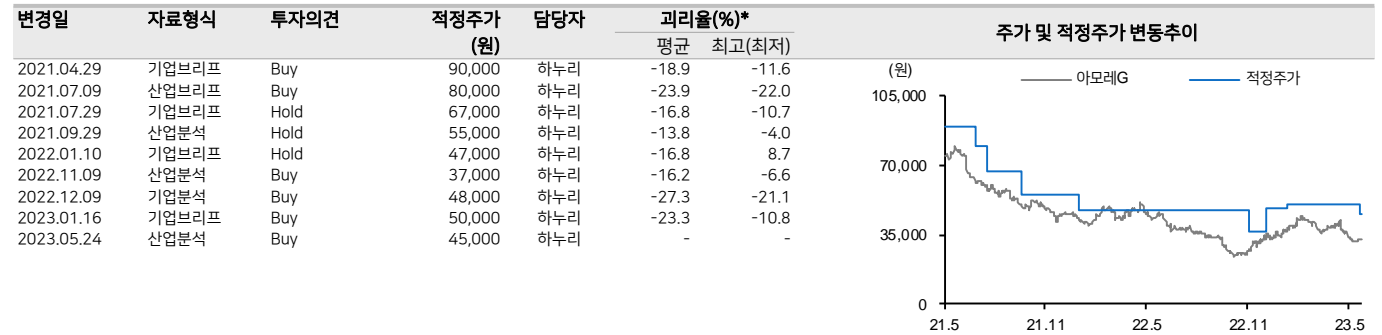 변경일 자료형식 투자의견 적정주가 담당자 괴리율(%)*
(원) 평균 최고(최저)
2021.04.29 기업브리프 Buy 90,000 하누리 -18.9 -11.6
2021.07.09 산업브리프 Buy 80,000 하누리 -23.9 -22.0
2021.07.29 기업브리프 Hold 67,000 하누리 -16.8 -10.7
2021.09.29 산업분석 Hold 55,000 하누리 -13.8 -4.0
2022.01.10 기업브리프 Hold 47,000 하누리 -16.8 8.7
2022.11.09 산업분석 Buy 37,000 하누리 -16.2 -6.6
2022.12.09 기업분석 Buy 48,000 하누리 -27.3 -21.1
2023.01.16 기업브리프 Buy 50,000 하누리 -23.3 -10.8
2023.05.24 산업분석 Buy 45,000 하누리 - -
주가 및 적정주가 변동추이
(원)
아모레G 적정주가
105,000
70,000
35,000
0
21.5 21.11 22.5 22.11 23.5